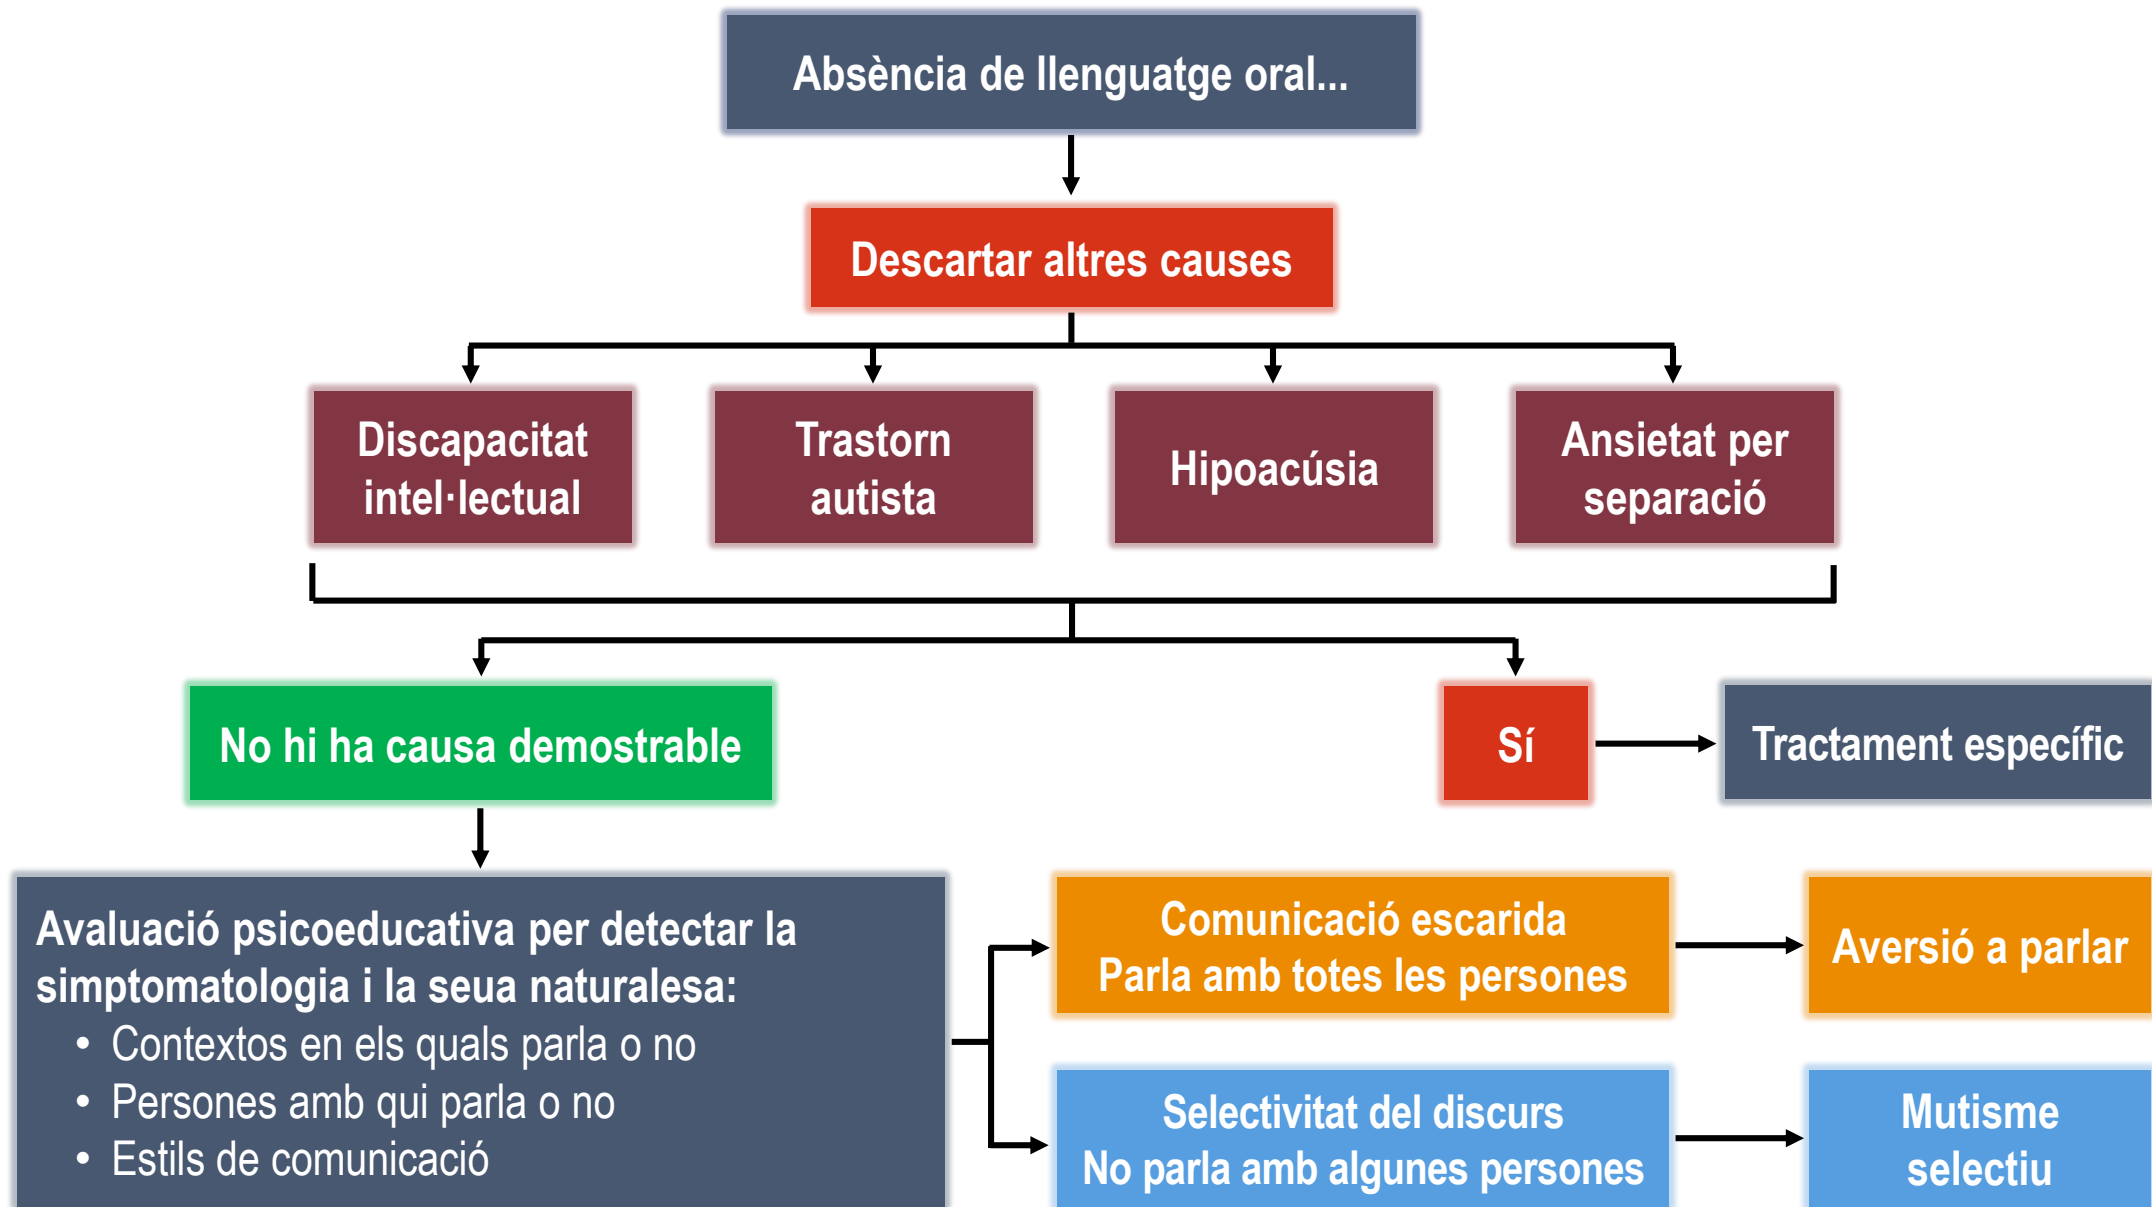 Absència de llenguatge oral...
Descartar altres causes
Discapacitat
intel·lectual
Trastorn
autista
Hipoacúsia
Ansietat per
separació
No hi ha causa demostrable
Sí
Tractament específic
Avaluació psicoeducativa per detectar la
simptomatologia i la seua naturalesa:
• Contextos en els quals parla o no
• Persones amb qui parla o no
• Estils de comunicació
Comunicació escarida
Parla amb totes les persones
Aversió a parlar
Selectivitat del discurs
No parla amb algunes persones
Mutisme
selectiu